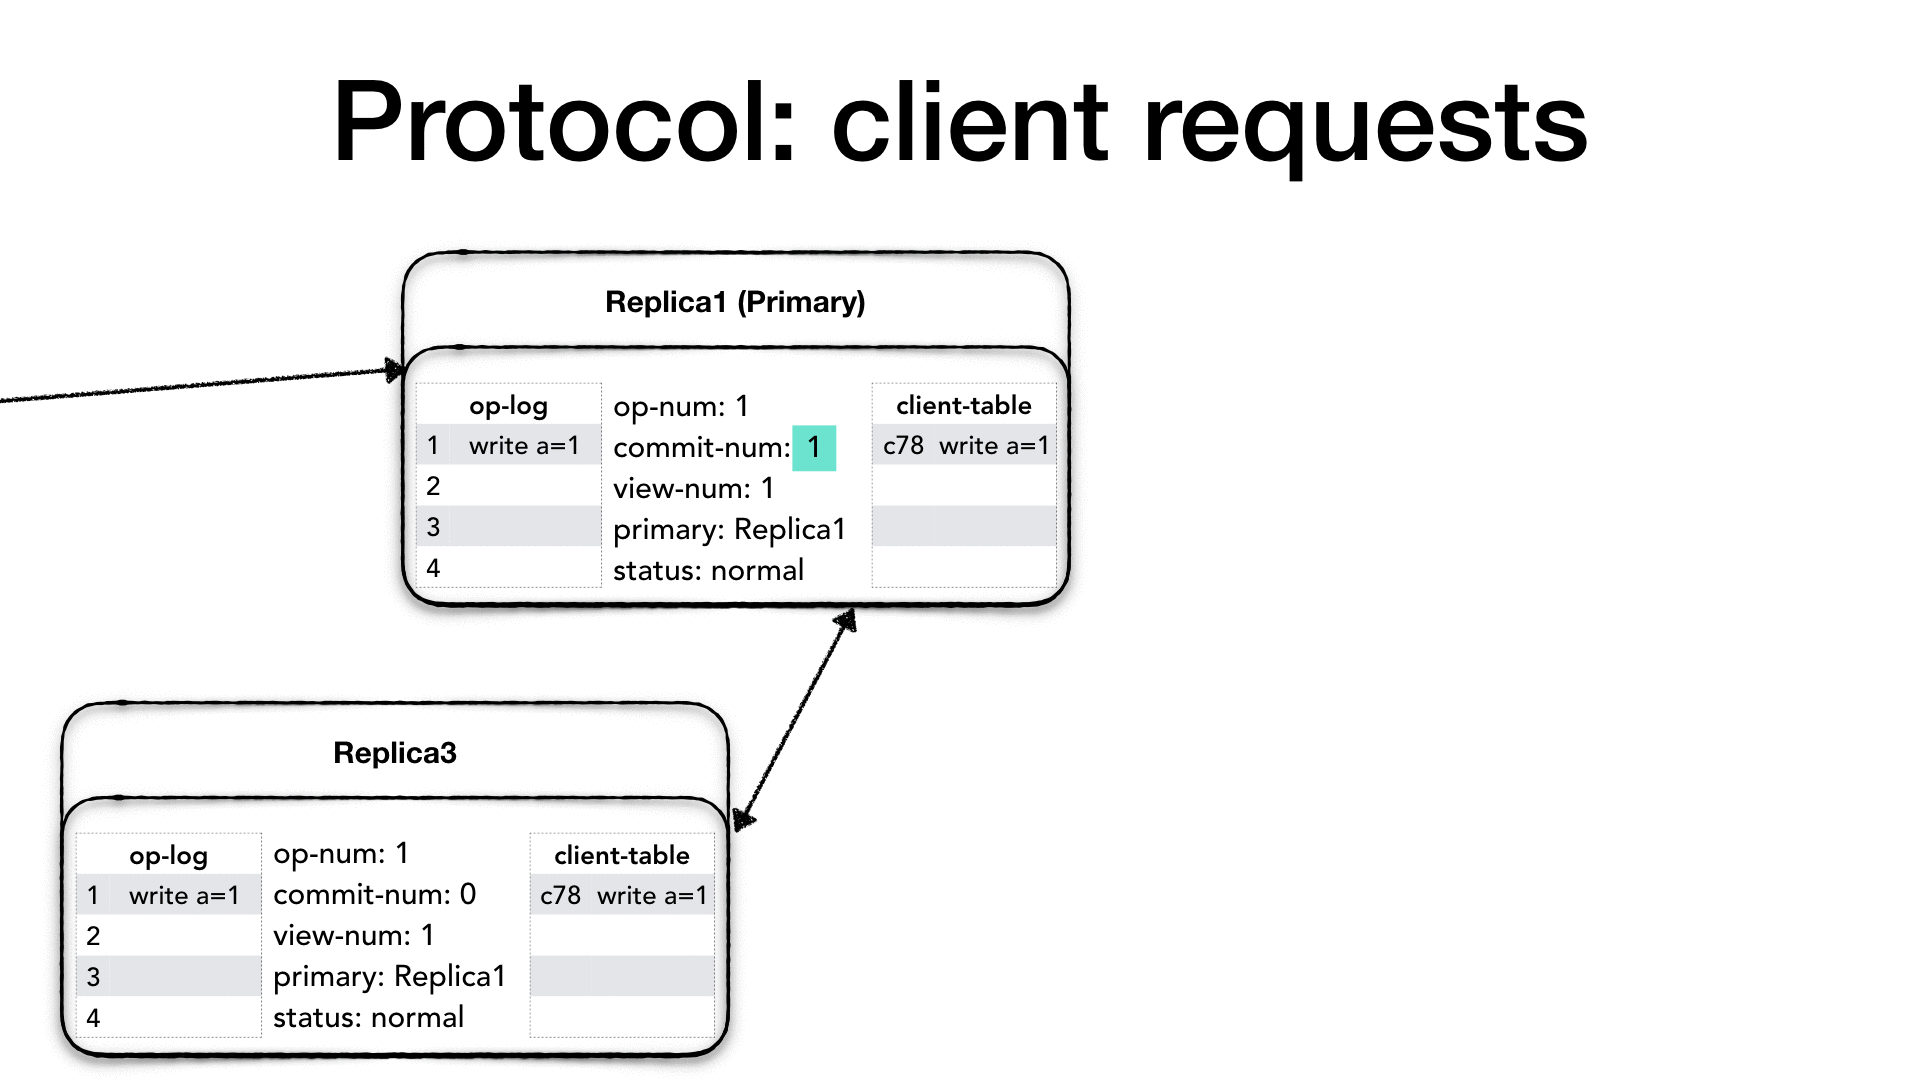 Protocol: client requests
Replica1 (Primary)
op-log
1 write a=1
2
3
4
op-num: 1
commit-num: 1
view-num: 1
primary: Replica1
status: normal
client-table
c78 write a=1
Replica3
op-log
1 write a=1
2
3
4
op-num: 1
commit-num: 0
view-num: 1
primary: Replica1
status: normal
client-table
c78 write a=1